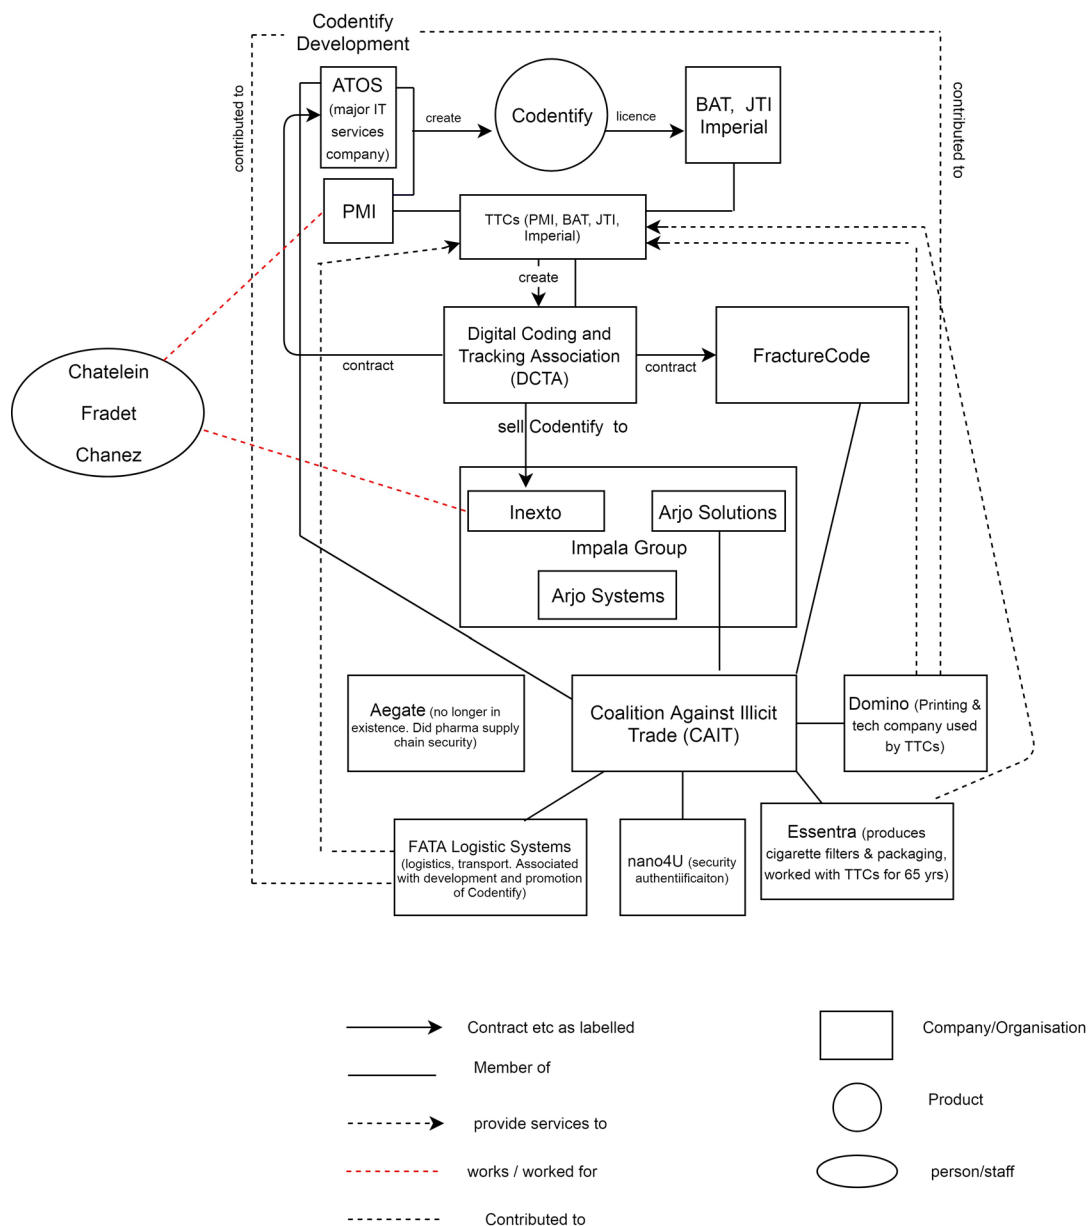 Codentify
Development
contributed to
contributed to
ATOS
(major IT
services
company)
create
Codentify
licence
BAT, JTI
Imperial
PMI
TTCs (PMI, BAT, JTI,
Imperial)
create
Digital Coding and
Tracking Association
(DCTA)
contract
contract
FractureCode
Chatelein
Fradet
Chanez
sell Codentify to
Inexto
Arjo Solutions
Impala Group
Arjo Systems
Aegate (no longer in
existence. Did pharma supply
chain security)
Coalition Against Illicit
Trade (CAIT)
Domino (Printing &
tech company used
by TTCs)
FATA Logistic Systems
(logistics, transport. Associated
with development and promotion
of Codentify)
nano4U (security
authentiificaiton)
Essentra (produces
cigarette filters & packaging,
worked with TTCs for 65 yrs)
Contract etc as labelled
Company/Organisation
Member of
Product
provide services to
works / worked for
person/staff
Contributed to